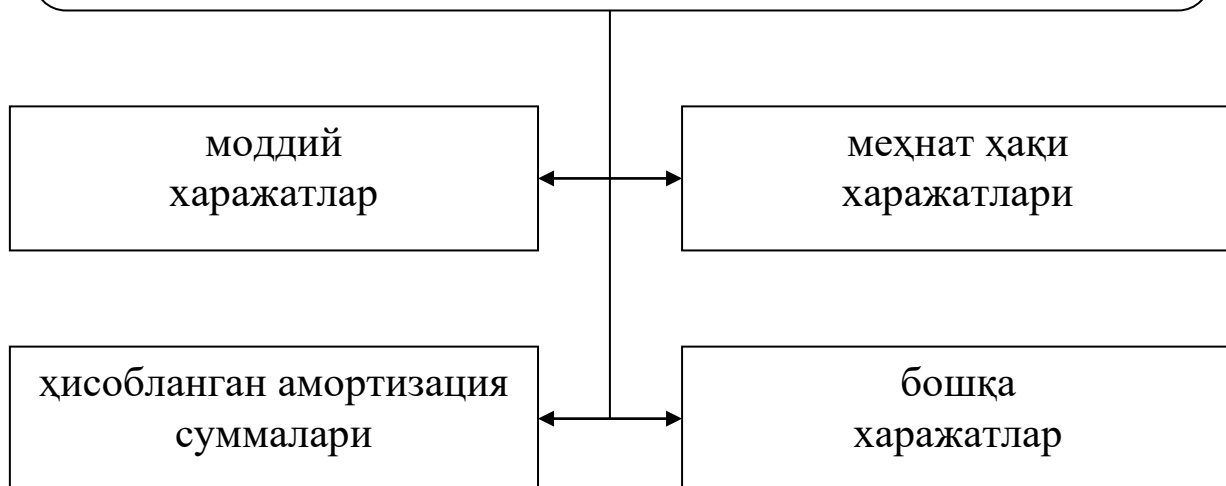 моддий
харажатлар
меҳнат ҳақи
харажатлари
ҳисобланган амортизация
суммалари
бошқа
харажатлар